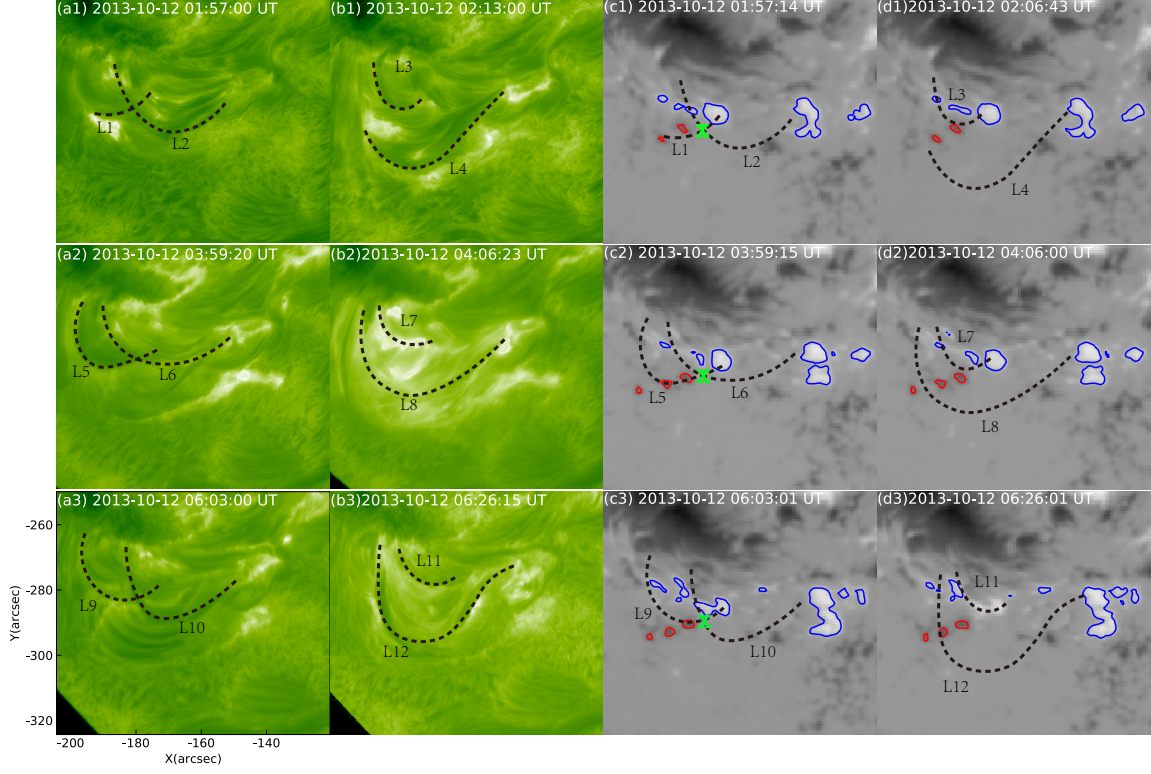 (a1) 2013-10-12 01:57:00 UT
(b1) 2013-10-12 02:13:00 UT
(c1) 2013-10-12 01:57:14 UT
(d1)2013-10-12 02:06:43 UT
L1
L2
L3
L4
L1
L2
L3
L4
(a2) 2013-10-12 03:59:20 UT
(b2)2013-10-12 04:06:23 UT
(c2)2013-10-12 03:59:15 UT
(d2)2013-10-12 04:06:00 UT
L5
L6
L7
L8
L5
L6
L7
L8
(a3) 2013-10-12 06:03:00 UT
(b3)2013-10-12 06:26:15 UT
(c3)2013-10-12 06:03:01 UT
(d3)2013-10-12 06:26:01 UT
L9
L10
L11
L12
L9
L10
L11
L12
-260
-280
-300
-320
Y(arcsec)
-200
-180
-160
-140
X(arcsec)